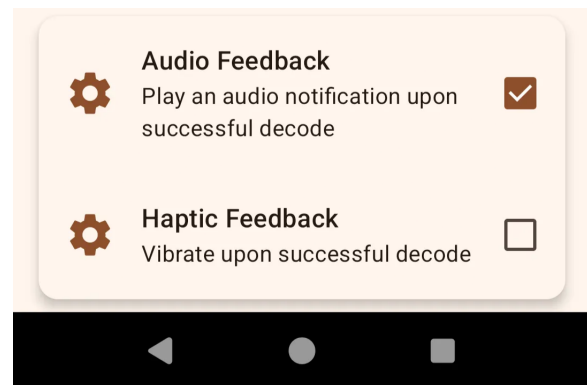 Audio Feedback
Play an audio notification upon
successful decode
Haptic Feedback
Vibrate upon successful decode